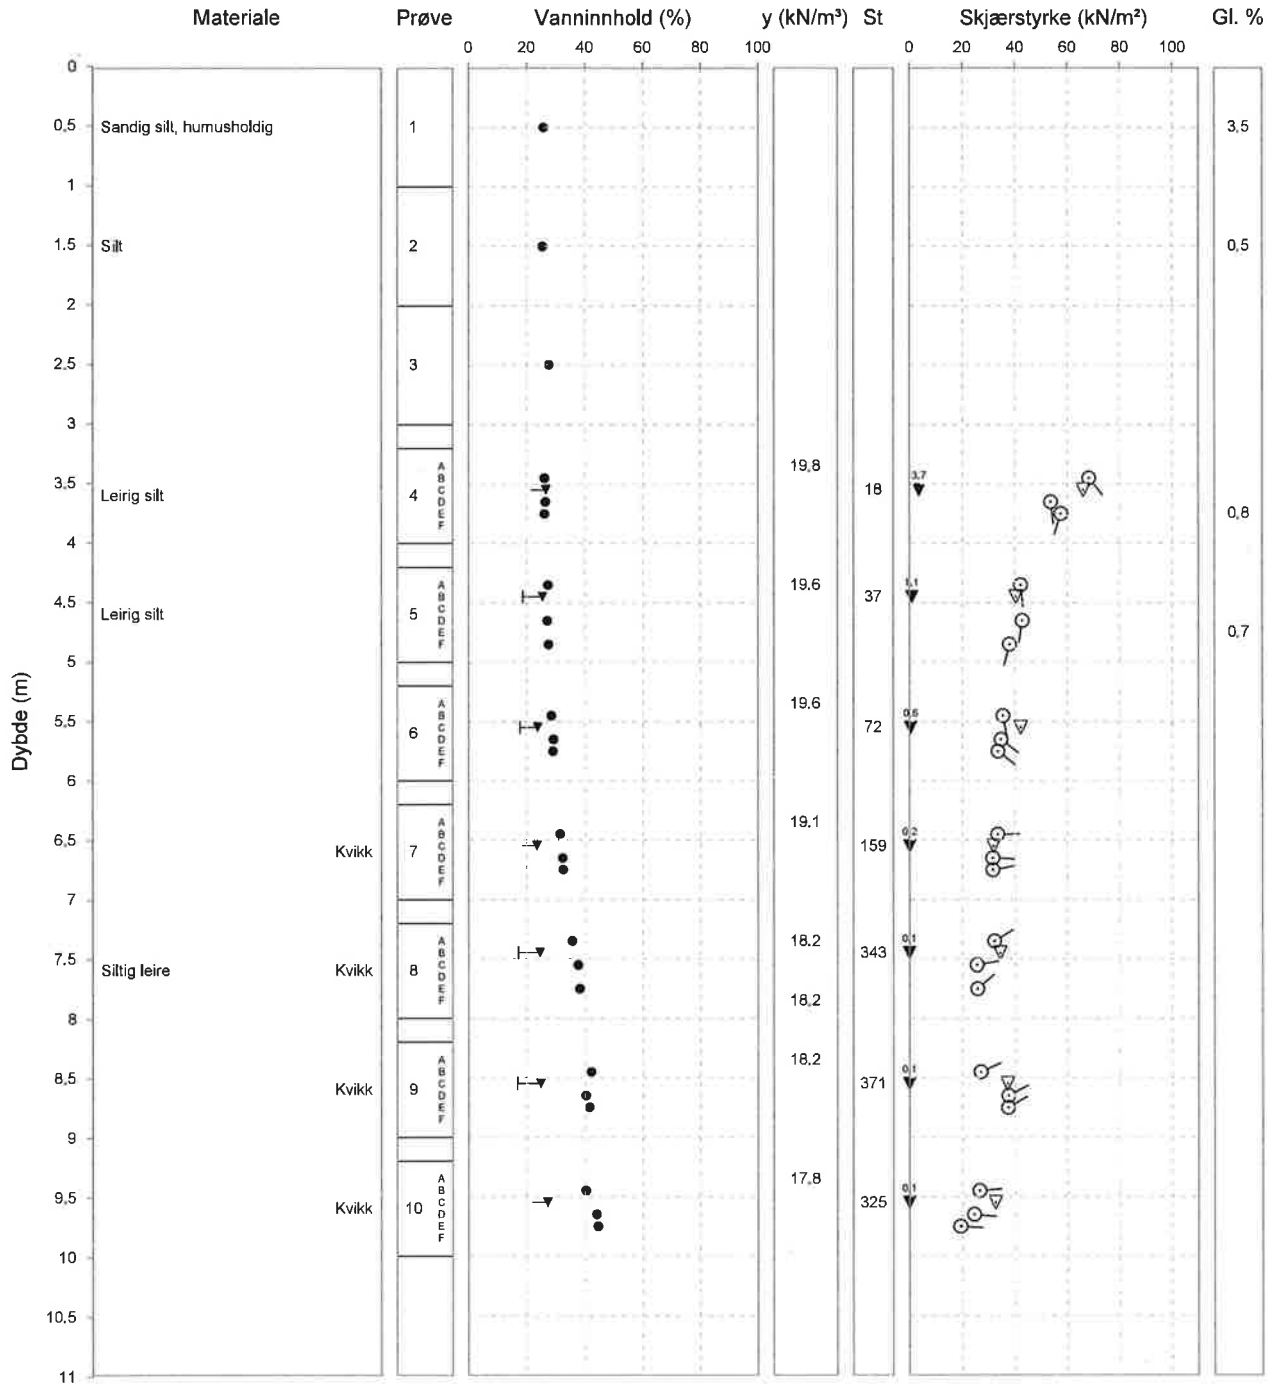 Materiale Prøve Vanninnhold (%) y (kN/m³) St Skjærstyrke (kN/m²) Gl. %
0 20 40 60 80 100 0 20 40 60 80 100
0
0,5 Sandig silt, humusholdig 1 3,5
1
1,5 Silt 2 0,5
2
2,5 3
3
19,8
A
B
C
D
E
F
3,5 Leirig silt 4 18 3,7
0,8
4
19,6
A
B
C
D
E
F
4,5 Leirig silt 5 37 1,1
0,7
5
19,6
A
B
C
D
E
F
5,5 6 72 0,6
6
19,1
A
B
C
D
E
F
6,5 Kvikk 7 159 0,2
7
18,2
A
B
C
D
E
F
7,5 Siltig leire Kvikk 8 343 0,1
18,2
8
18,2
A
B
C
D
E
F
8,5 Kvikk 9 371 0,1
9
17,8
A
B
C
D
E
F
9,5 Kvikk 10 325 0,1
10
10,5
11
Dybde (m)